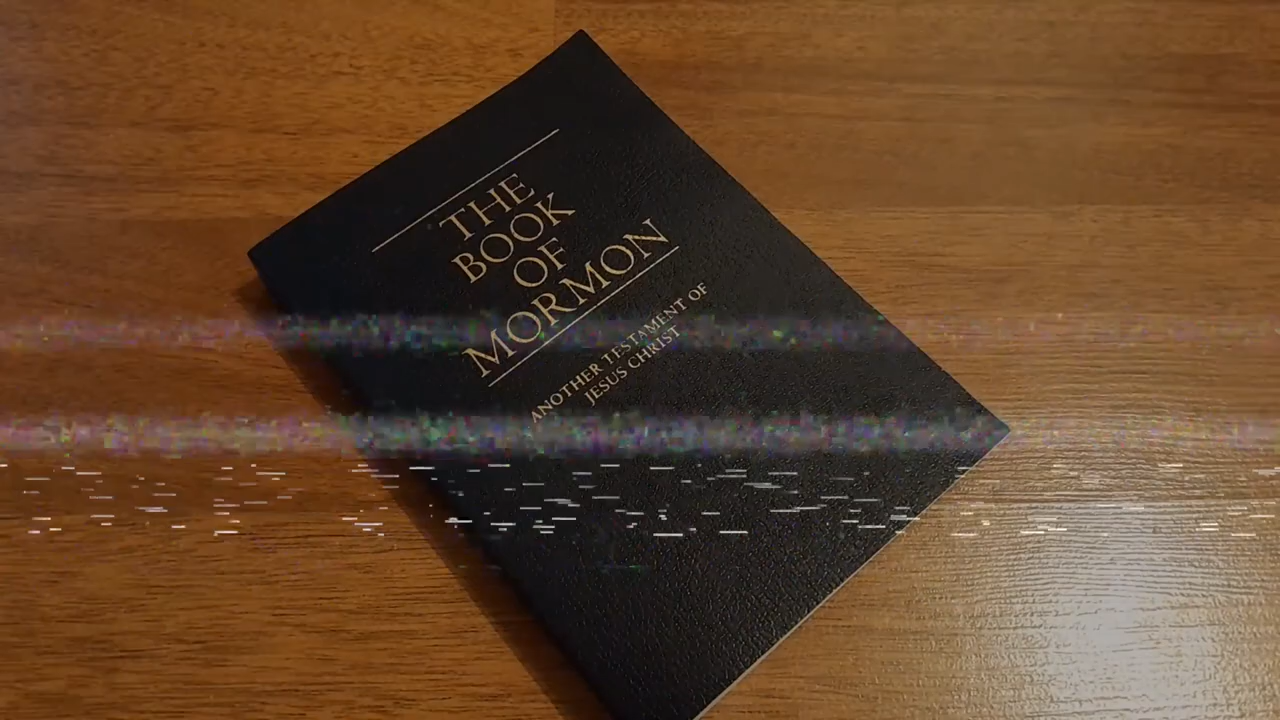 THE
BOOK
OF
MORMON
ANOTHER TESTAMENT OF
JESUS CHRIST